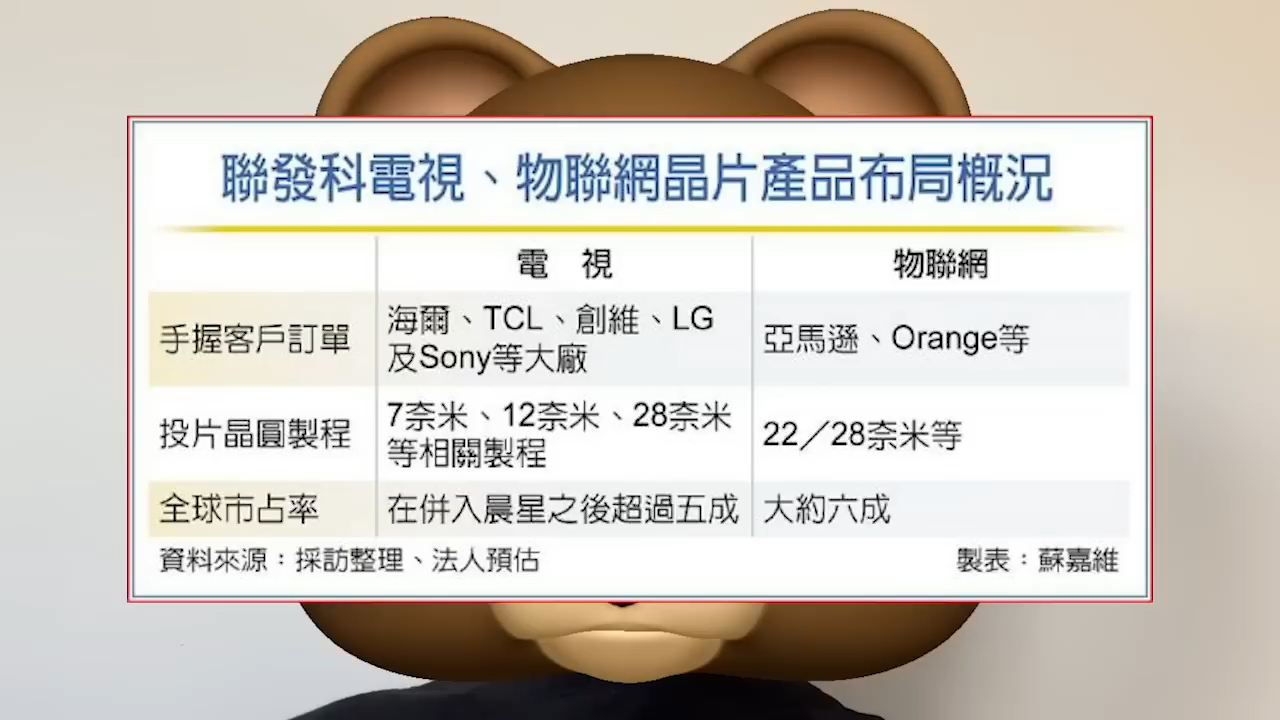 聯發科電視、物聯網晶片產品布局概況
電 視
物聯網
手握客戶訂單
海爾、TCL、創維、LG
及Sony等大廠
亞馬遜、Orange等
投片晶圓製程
7奈米、12奈米、28奈米
等相關製程
22／28奈米等
全球市占率
在併入晨星之後超過五成
大約六成
資料來源：採訪整理、法人預估
製表：蘇嘉維